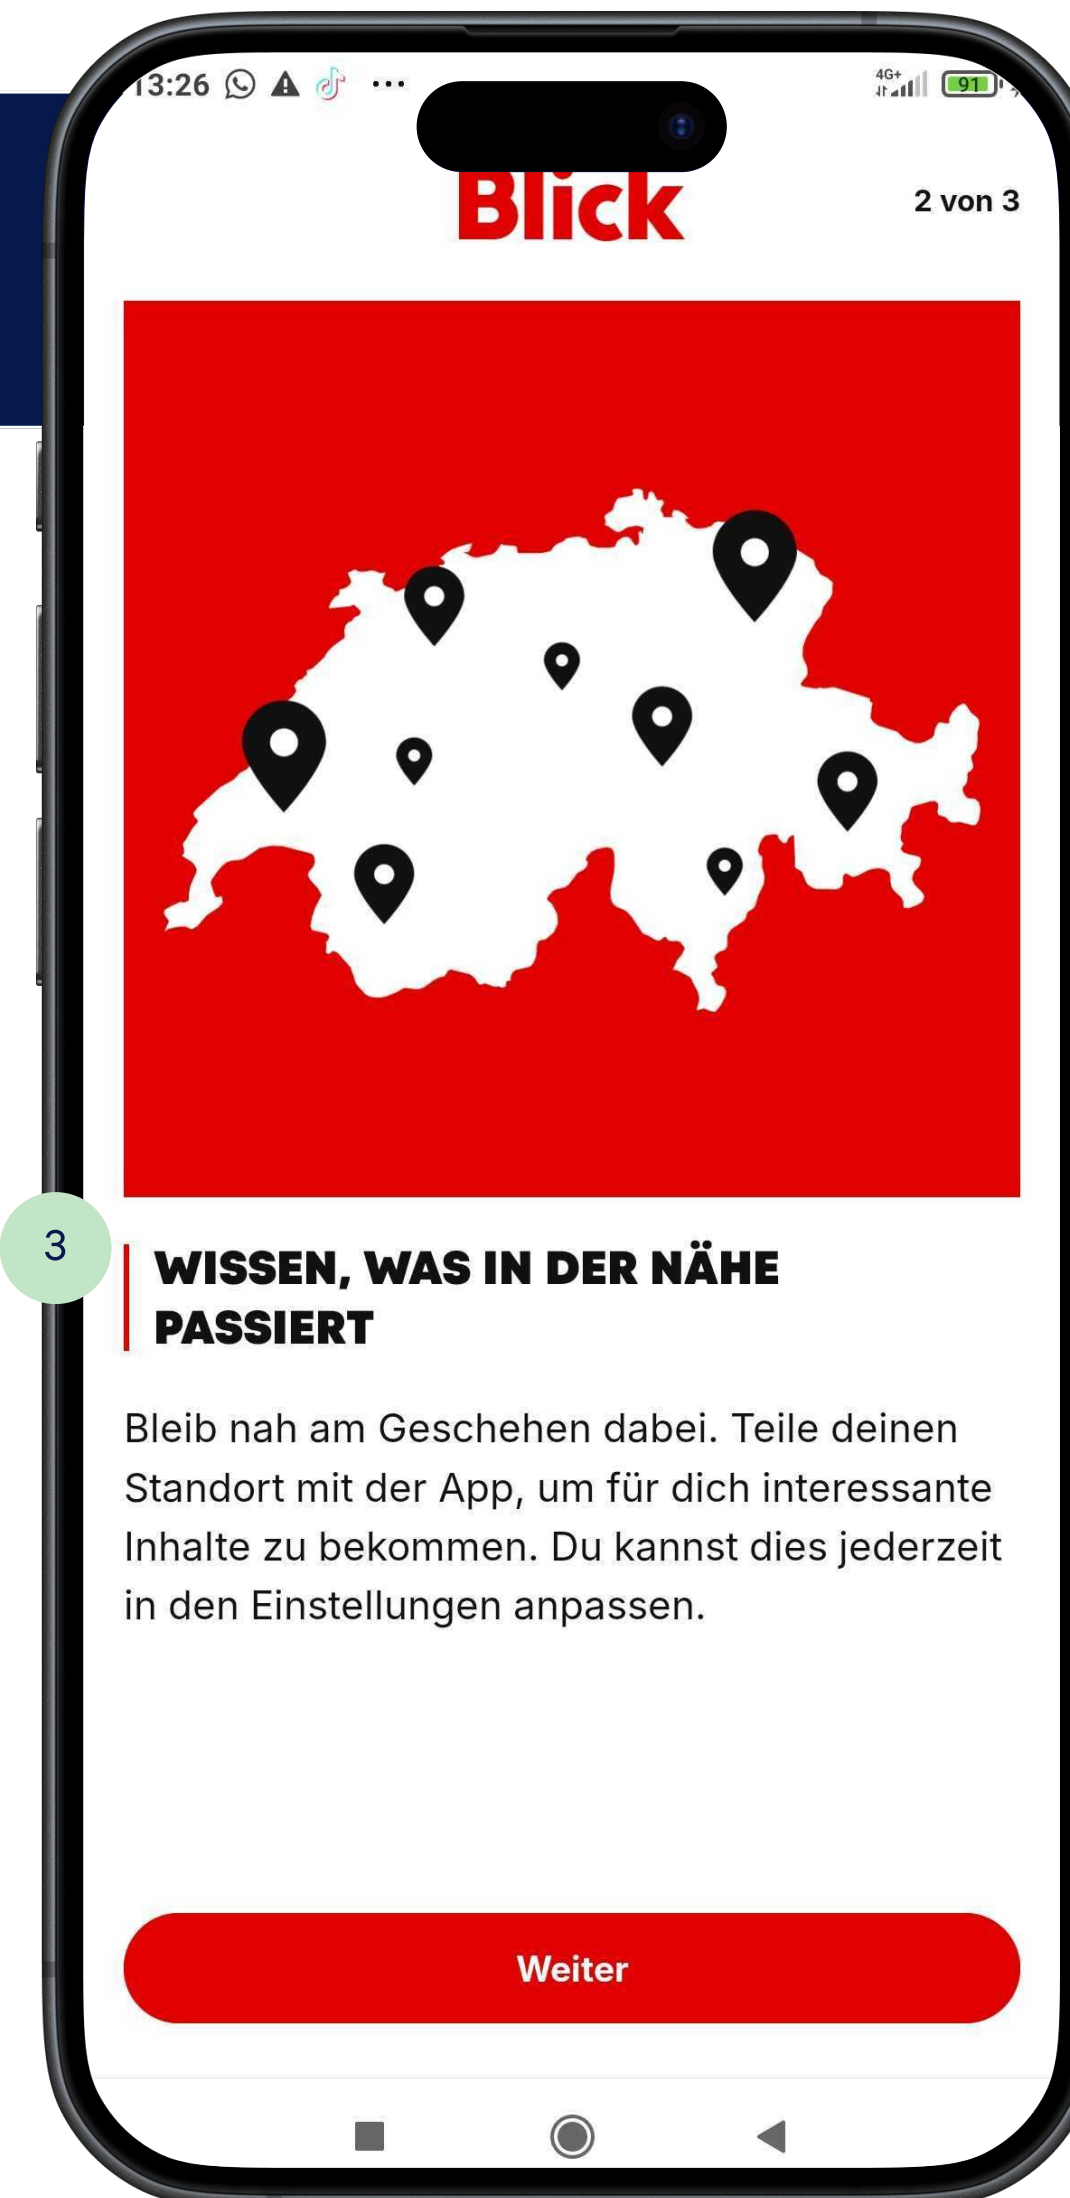 13:26
4G+
91
Blick
2 von 3
3
WISSEN, WAS IN DER NÄHE
PASSIERT
Bleib nah am Geschehen dabei. Teile deinen
Standort mit der App, um für dich interessante
Inhalte zu bekommen. Du kannst dies jederzeit
in den Einstellungen anpassen.
Weiter